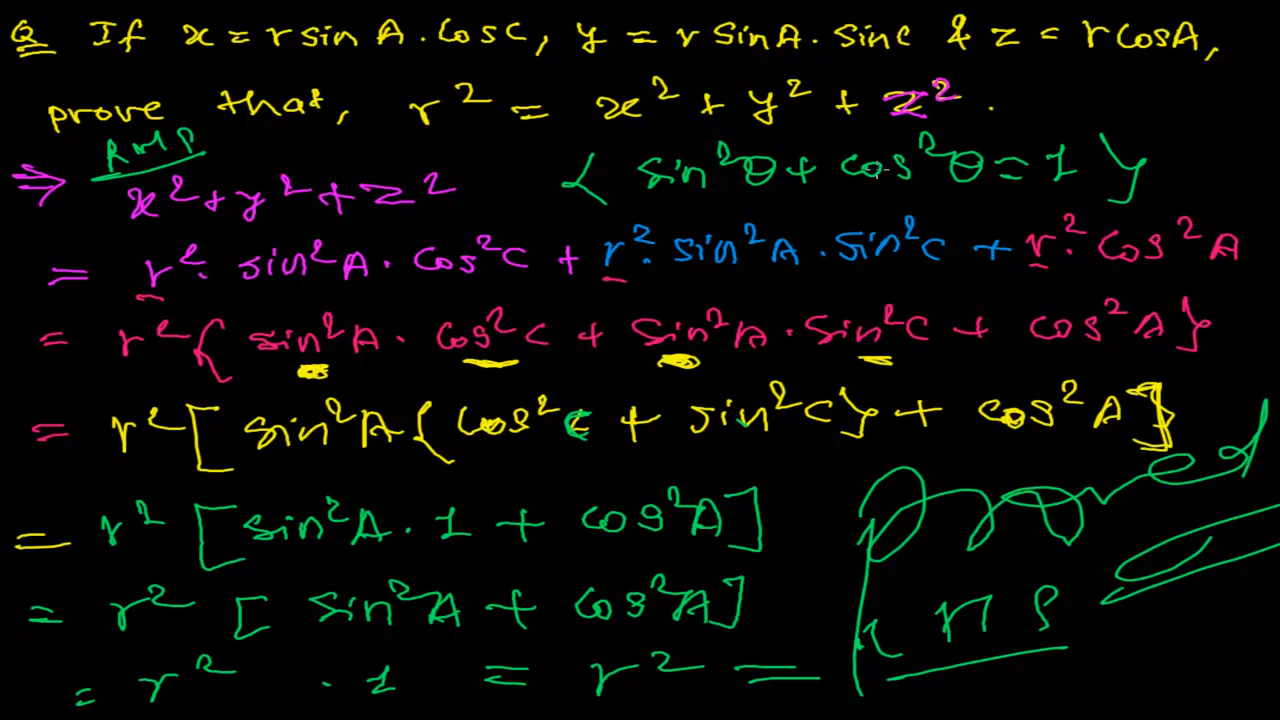 Q If x = r sin A . cos C, y = r sin A . sin C & z = r cos A,
prove that, r² = x² + y² + z² .
RHS
⇒ x² + y² + z² { sin²θ + cos²θ = 1 }
= r² . sin²A . cos²C + r² . sin²A . sin²C + r² . cos²A
= r² { sin²A . cos²C + sin²A . sin²C + cos²A }
= r² [ sin²A { cos²C + sin²C } + cos²A ]
= r² [ sin²A . 1 + cos²A ]
= r² [ sin²A + cos²A ]
= r² . 1 = r² =
proved